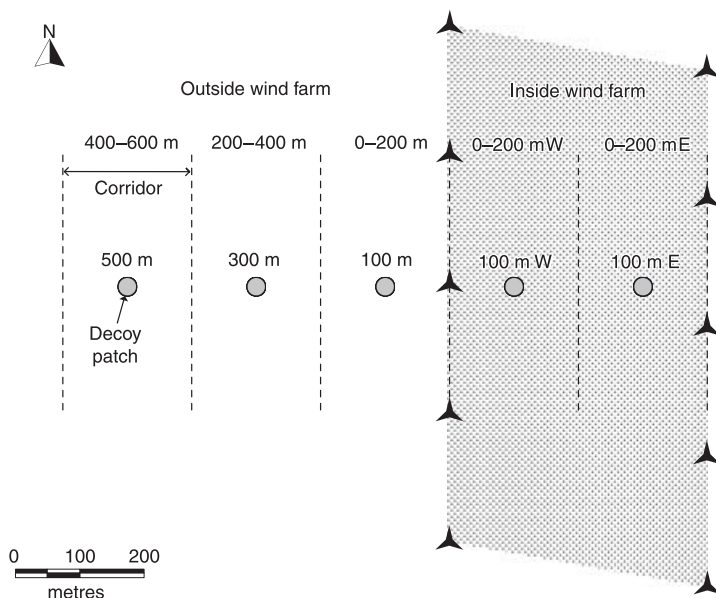 N
Outside wind farm
Inside wind farm
400–600 m
200–400 m
0–200 m
0–200 mW
0–200 mE
Corridor
500 m
300 m
100 m
100 m W
100 m E
Decoy
patch
0 100 200
metres